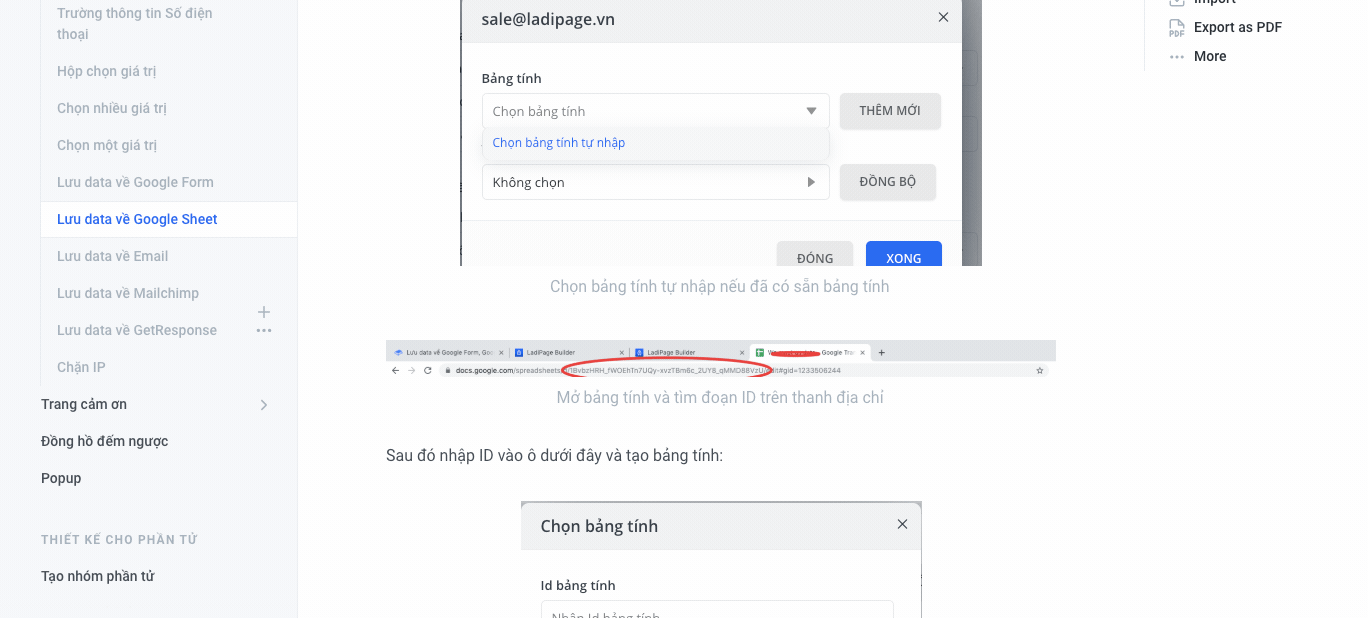 Trường thông tin Số điện
thoại
Hộp chọn giá trị
Chọn nhiều giá trị
Chọn một giá trị
Lưu data về Google Form
Lưu data về Google Sheet
Lưu data về Email
Lưu data về Mailchimp
Lưu data về GetResponse
Chặn IP
Trang cảm ơn
Đồng hồ đếm ngược
Popup
THIẾT KẾ CHO PHẦN TỬ
Tạo nhóm phần tử
sale@ladipage.vn
Bảng tính
Chọn bảng tính
THÊM MỚI
Chọn bảng tính tự nhập
Không chọn
ĐỒNG BỘ
ĐÓNG
XONG
Chọn bảng tính tự nhập nếu đã có sẵn bảng tính
Lưu data về Google Form, Goo
LadiPage Builder
LadiPage Builder
Google Tra
docs.google.com/spreadsheets
#gid=1233606244
Mở bảng tính và tìm đoạn ID trên thanh địa chỉ
Sau đó nhập ID vào ô dưới đây và tạo bảng tính:
Chọn bảng tính
Id bảng tính
Nhập Id bảng tính
Import
PDF
Export as PDF
More